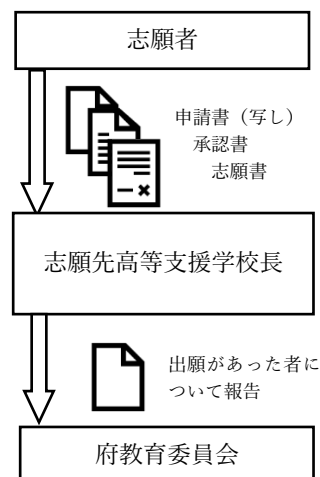 志願者
申請書（写し）
承認書
志願書
志願先高等支援学校長
出願があった者に
ついて報告
府教育委員会